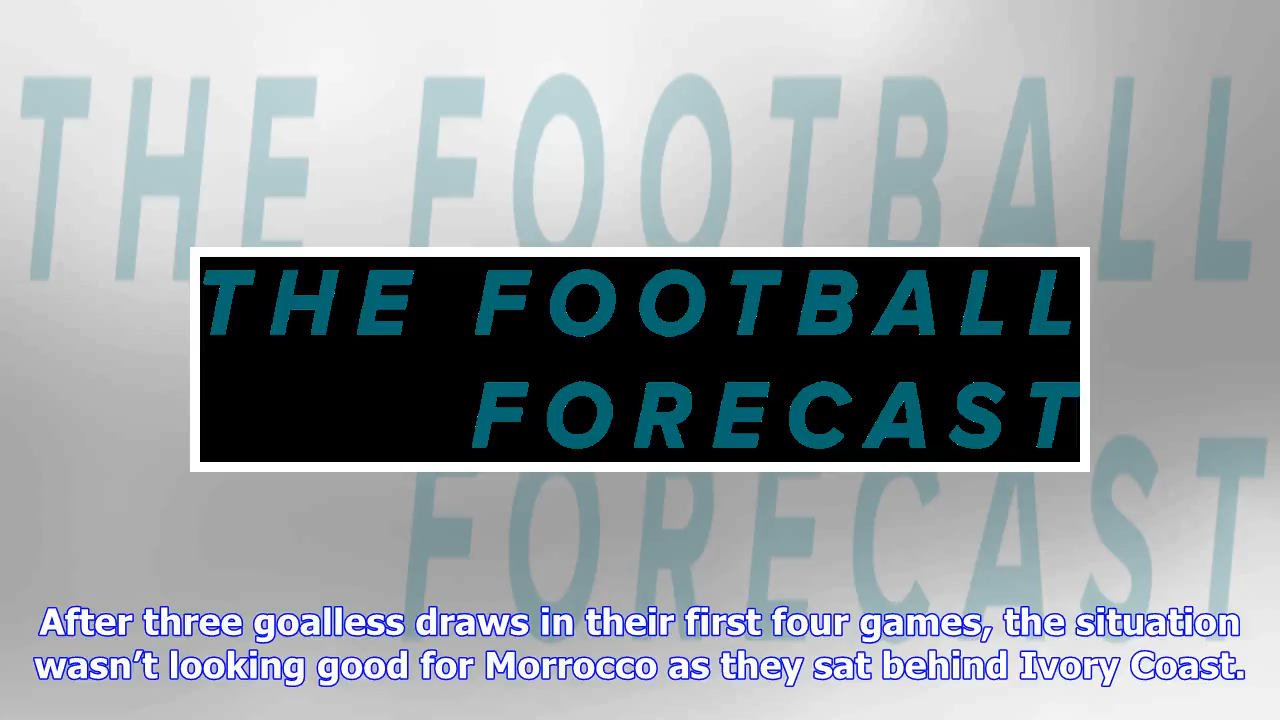 THE FOOTBALL
FORECAST
THE FOOTBALL
FORECAST
After three goalless draws in their first four games, the situation
wasn’t looking good for Morrocco as they sat behind Ivory Coast.